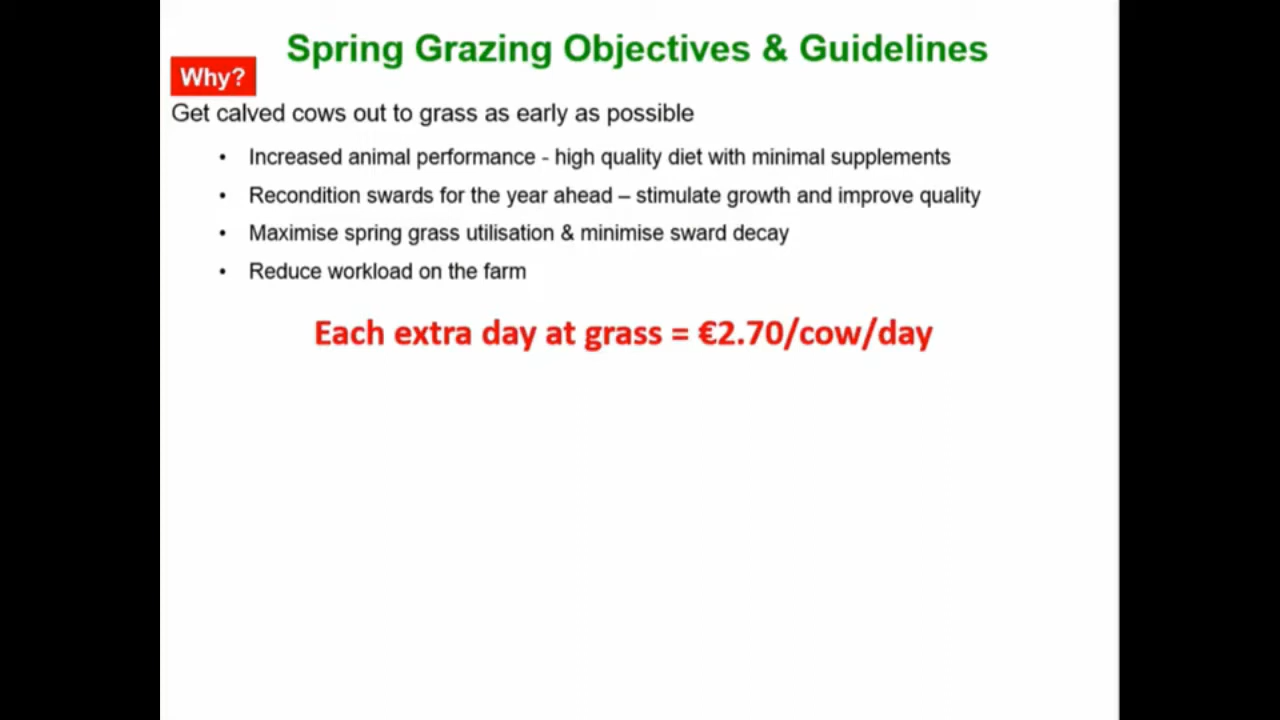 Spring Grazing Objectives & Guidelines
Why?
Get calved cows out to grass as early as possible
• Increased animal performance - high quality diet with minimal supplements
• Recondition swards for the year ahead – stimulate growth and improve quality
• Maximise spring grass utilisation & minimise sward decay
• Reduce workload on the farm
Each extra day at grass = €2.70/cow/day